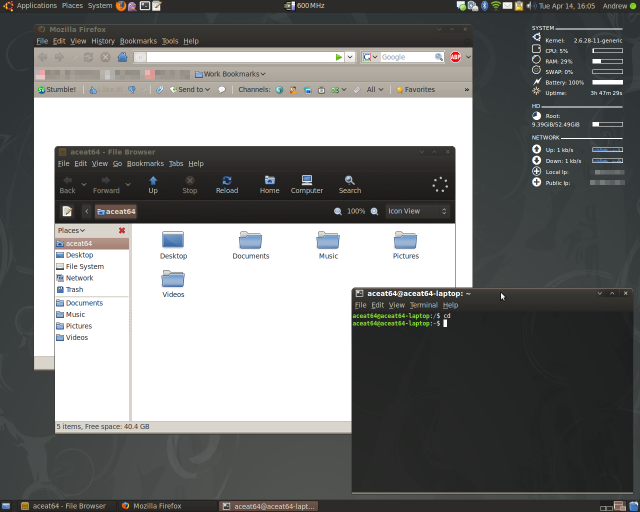 Applications Places System 600 MHz Tue Apr 14, 16:05 Andrew
Mozilla Firefox
File Edit View History Bookmarks Tools Help
Google ABP
Work Bookmarks
Stumble! Send to Channels: All Favorites »
SYSTEM
Kernel: 2.6.28-11-generic
CPU: 5%
RAM: 29%
SWAP: 0%
Battery: 100%
Uptime: 3h 47m 29s
HD
Root:
9.39GiB/52.49GiB
NETWORK
Up: 1 kb/s
Down: 1 kb/s
Local Ip:
Public Ip:
aceat64 - File Browser
File Edit View Go Bookmarks Tabs Help
Back Forward Up Stop Reload Home Computer Search
aceat64 100% Icon View
Places
aceat64
Desktop
File System
Network
Trash
Documents
Music
Pictures
Videos
Desktop Documents Music Pictures
Videos
5 items, Free space: 40.4 GB
aceat64@aceat64-laptop: ~
File Edit View Terminal Help
aceat64@aceat64-laptop:/$ cd
aceat64@aceat64-laptop:~$
aceat64 - File Browser Mozilla Firefox aceat64@aceat64-lapt...